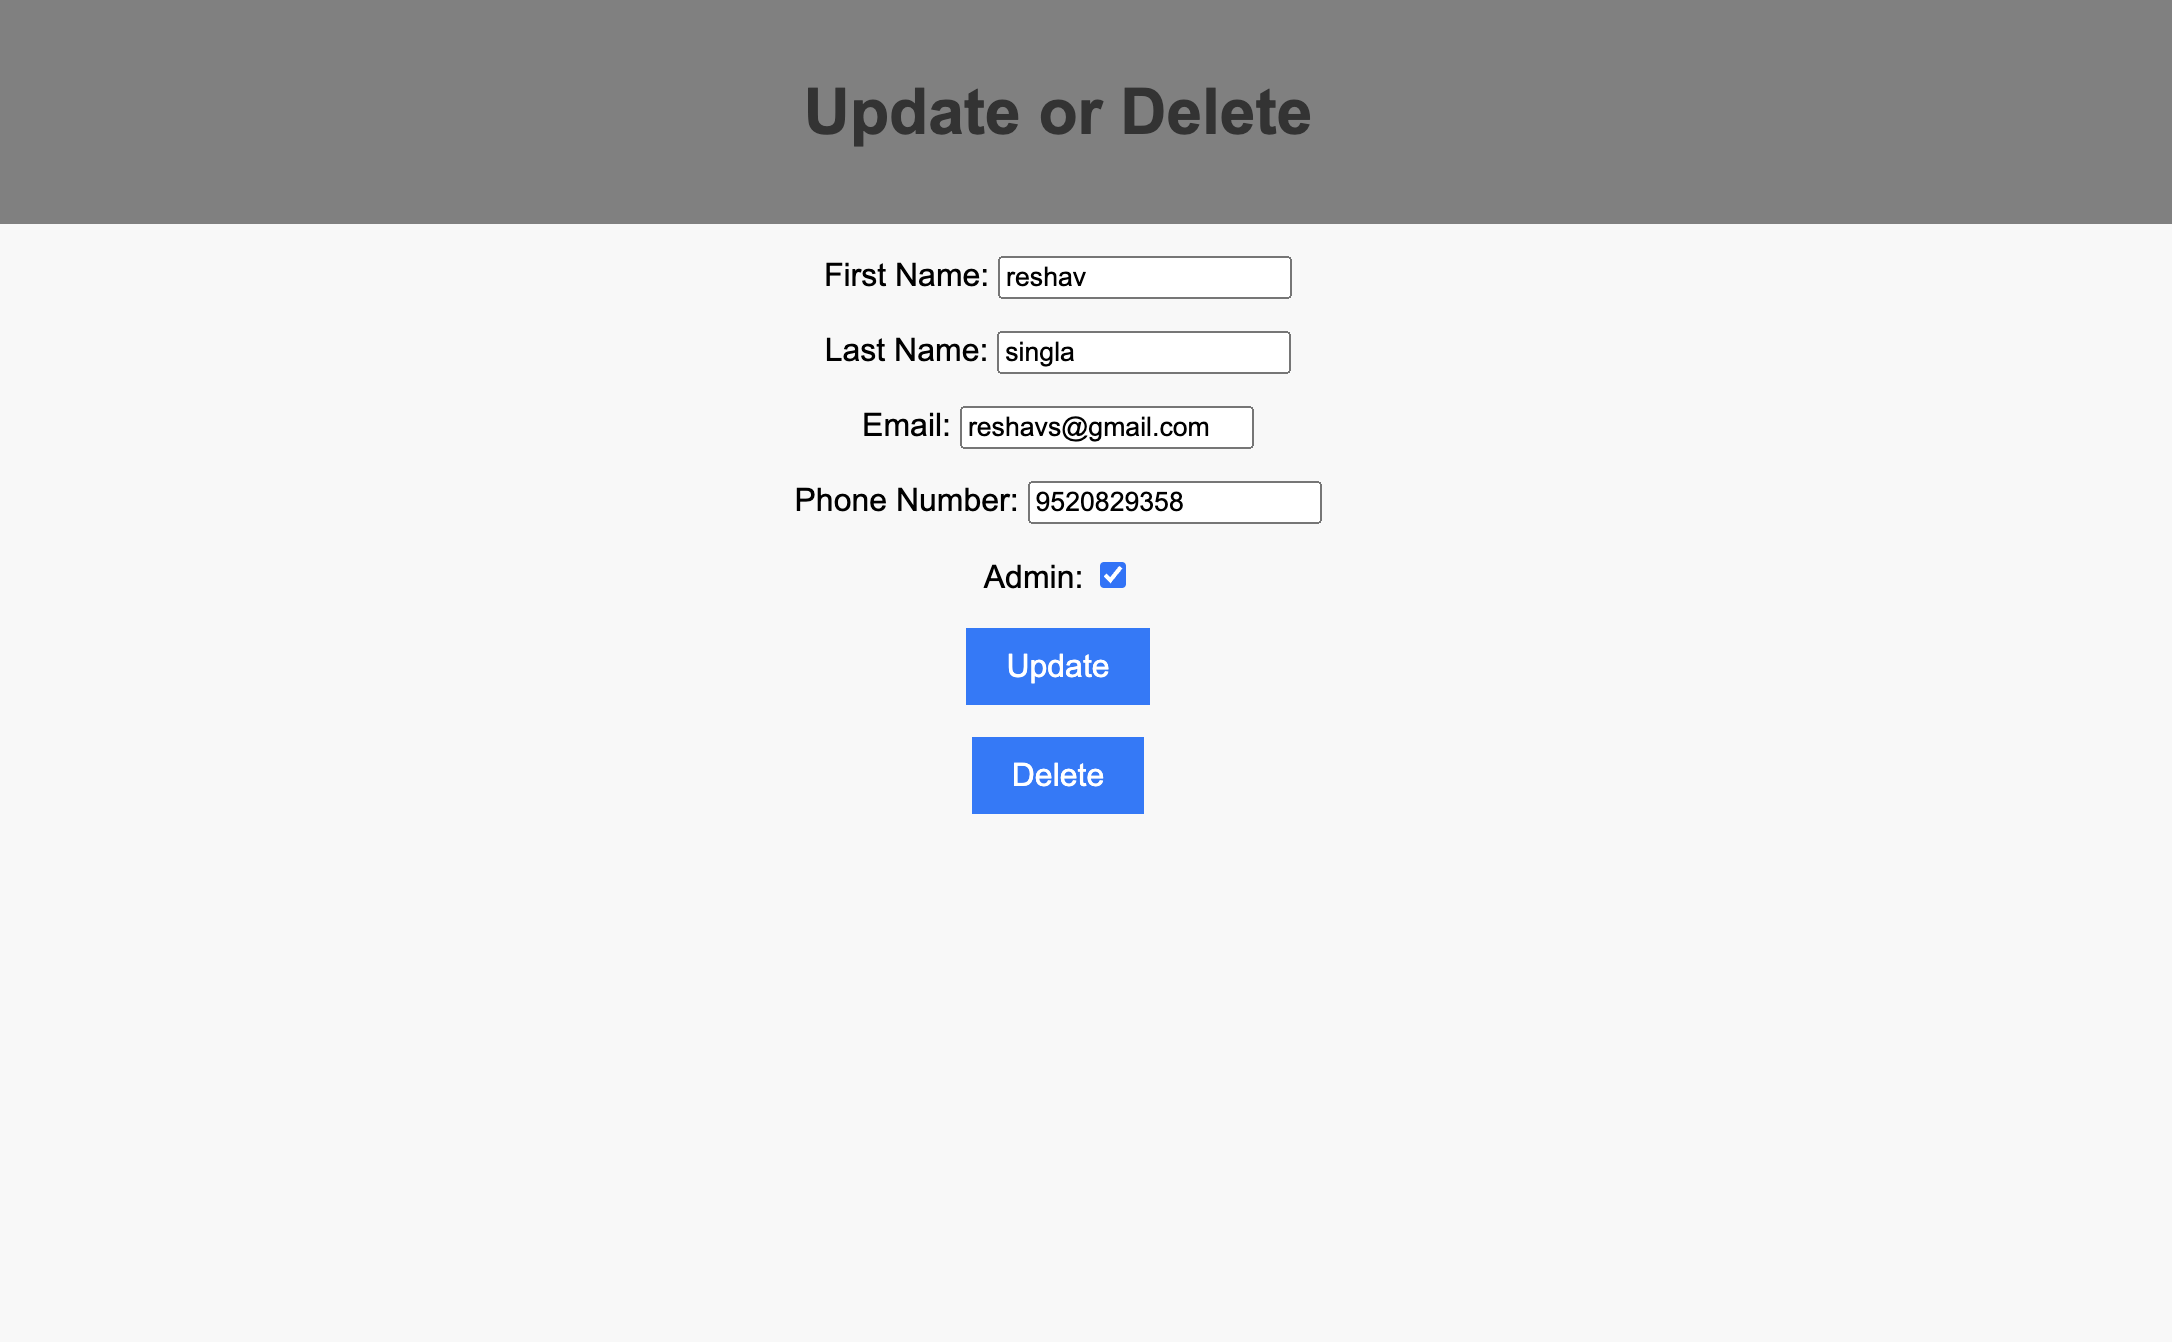 Update or Delete
First Name: reshav
Last Name: singla
Email: reshavs@gmail.com
Phone Number: 9520829358
Admin:
Update
Delete